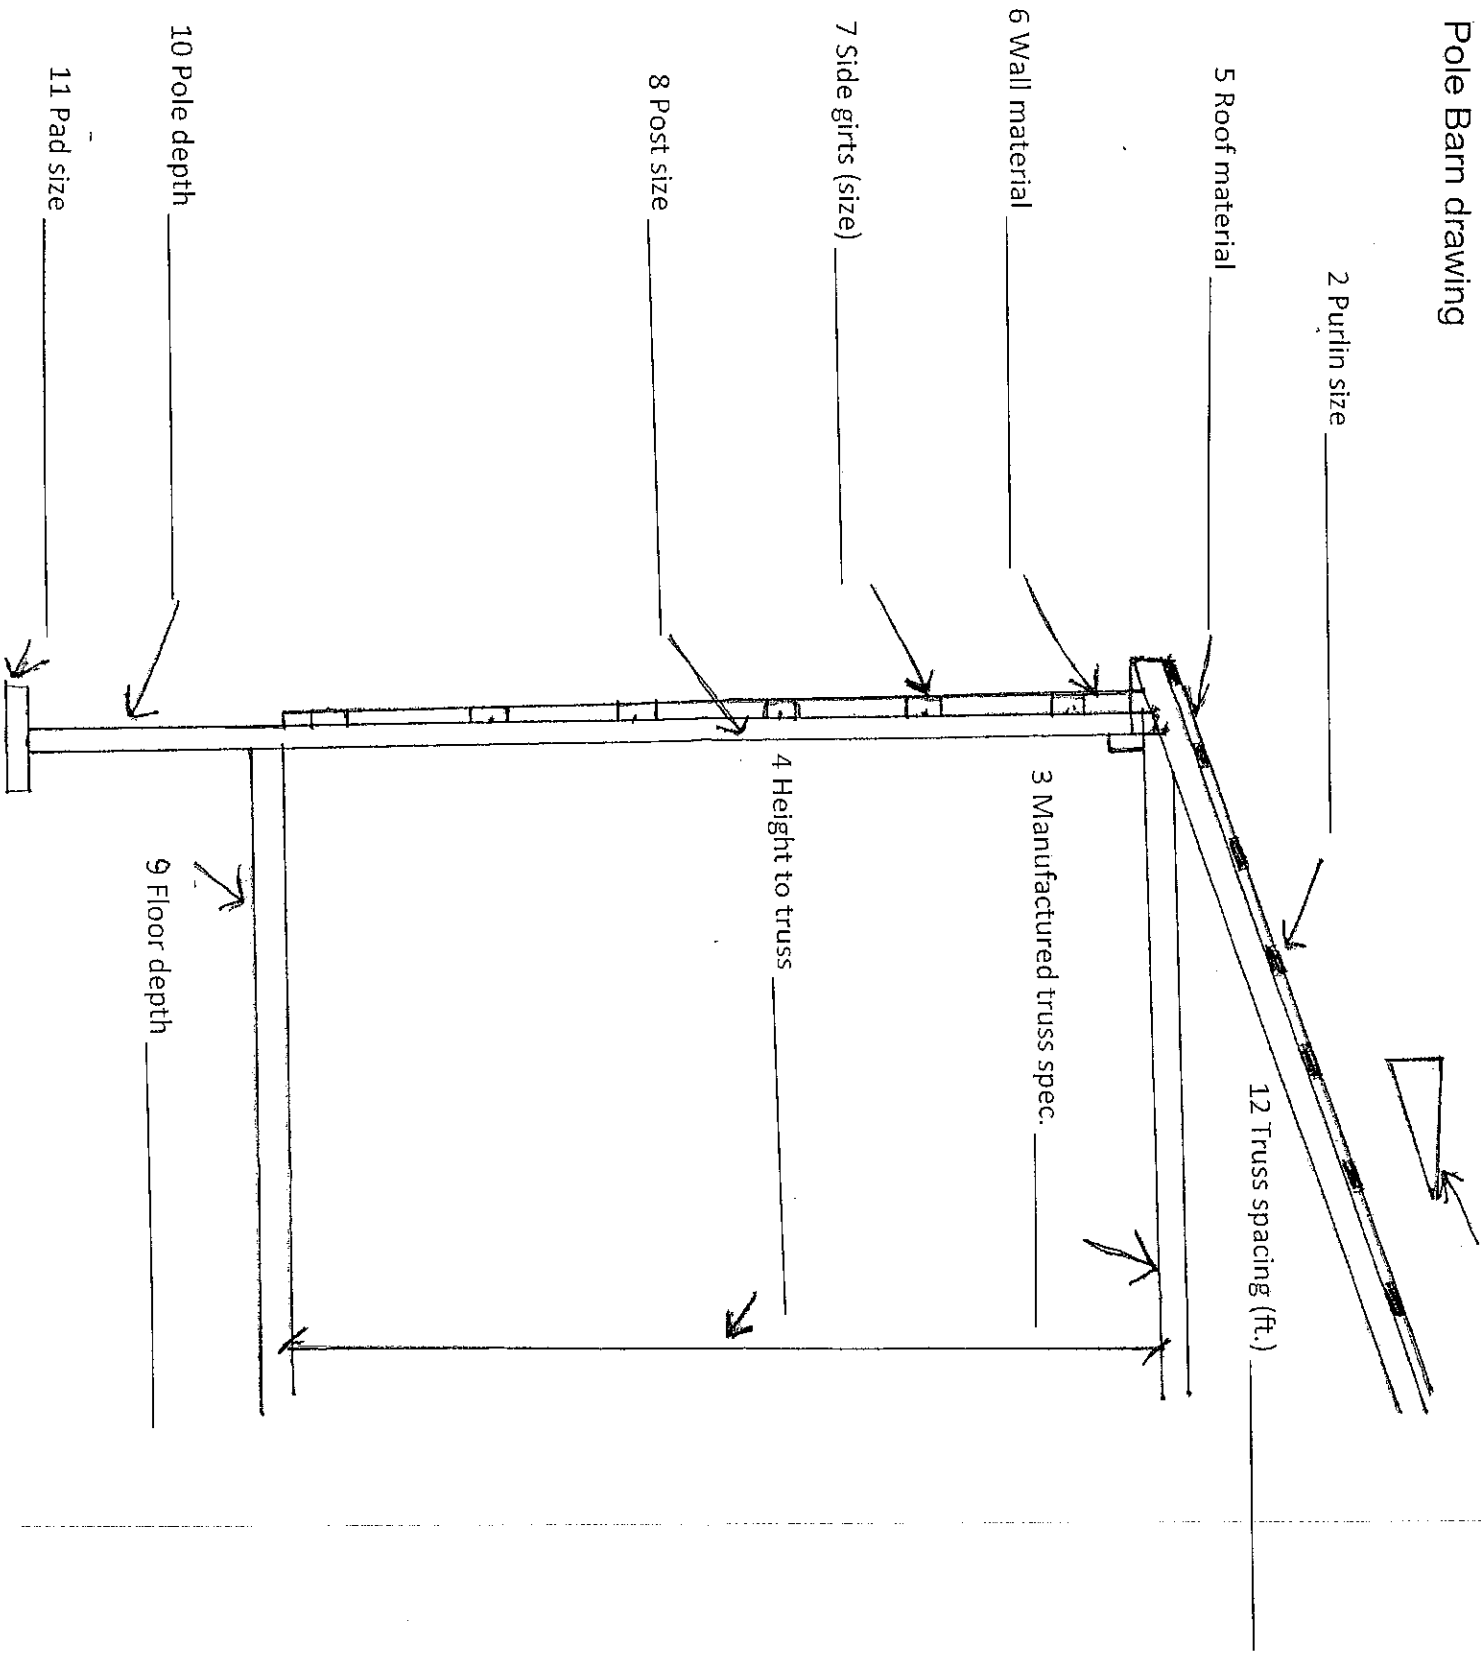 Pole Barn drawing
2 Purlin size
5 Roof material
6 Wall material
7 Side girts (size)
8 Post size
10 Pole depth
11 Pad size
12 Truss spacing (ft.)
3 Manufactured truss spec.
4 Height to truss
9 Floor depth